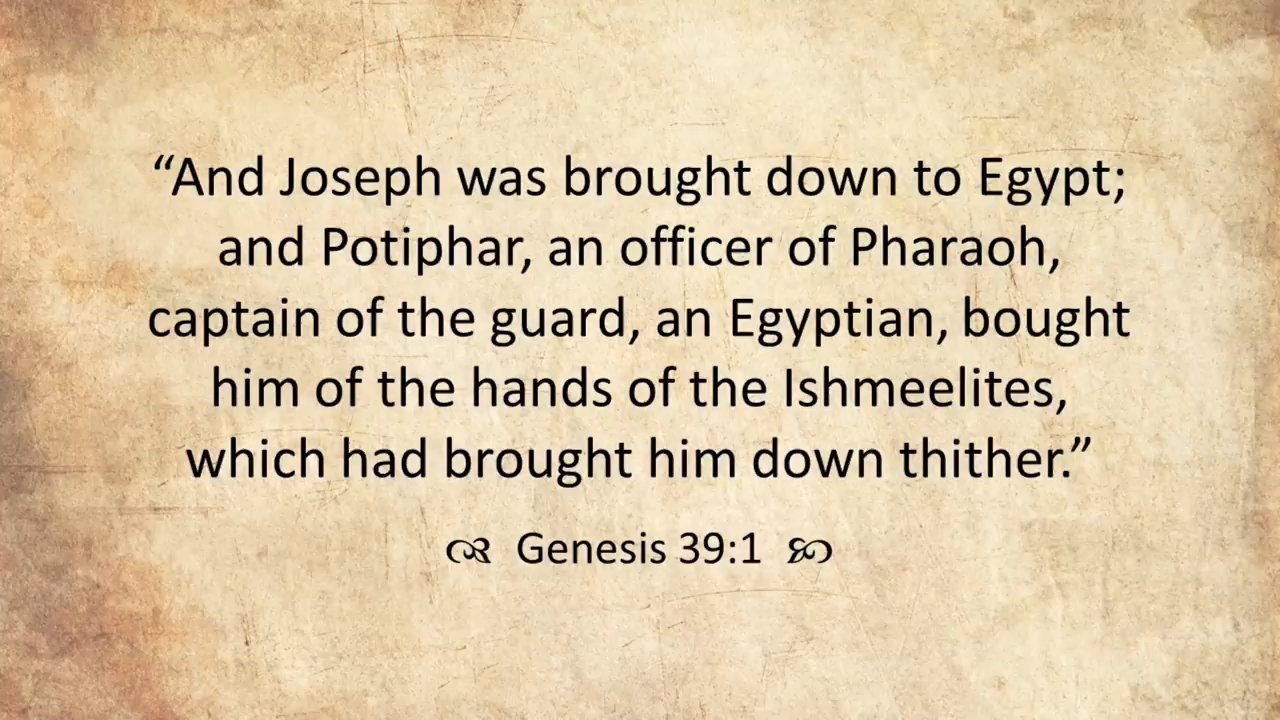 “And Joseph was brought down to Egypt;
and Potiphar, an officer of Pharaoh,
captain of the guard, an Egyptian, bought
him of the hands of the Ishmeelites,
which had brought him down thither.”
Genesis 39:1